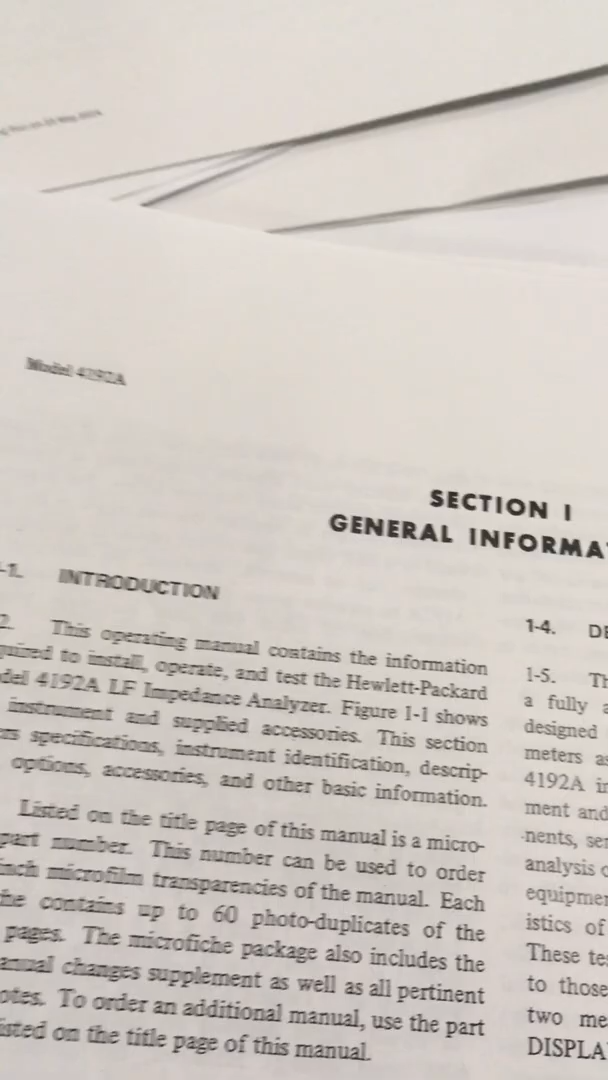 Model 4192A
SECTION I
GENERAL INFORMA
-1. INTRODUCTION
2. This operating manual contains the information
quired to install, operate, and test the Hewlett-Packard
del 4192A LF Impedance Analyzer. Figure 1-1 shows
instrument and supplied accessories. This section
ers specifications, instrument identification, descrip-
options, accessories, and other basic information.
Listed on the title page of this manual is a micro-
part number. This number can be used to order
inch microfilm transparencies of the manual. Each
he contains up to 60 photo-duplicates of the
pages. The microfiche package also includes the
anual changes supplement as well as all pertinent
otes. To order an additional manual, use the part
isted on the title page of this manual.
1-4. DE
1-5. Th
a fully a
designed
meters as
4192A in
ment and
nents, sen
analysis o
equipmen
istics of
These tes
to those
two me
DISPLA